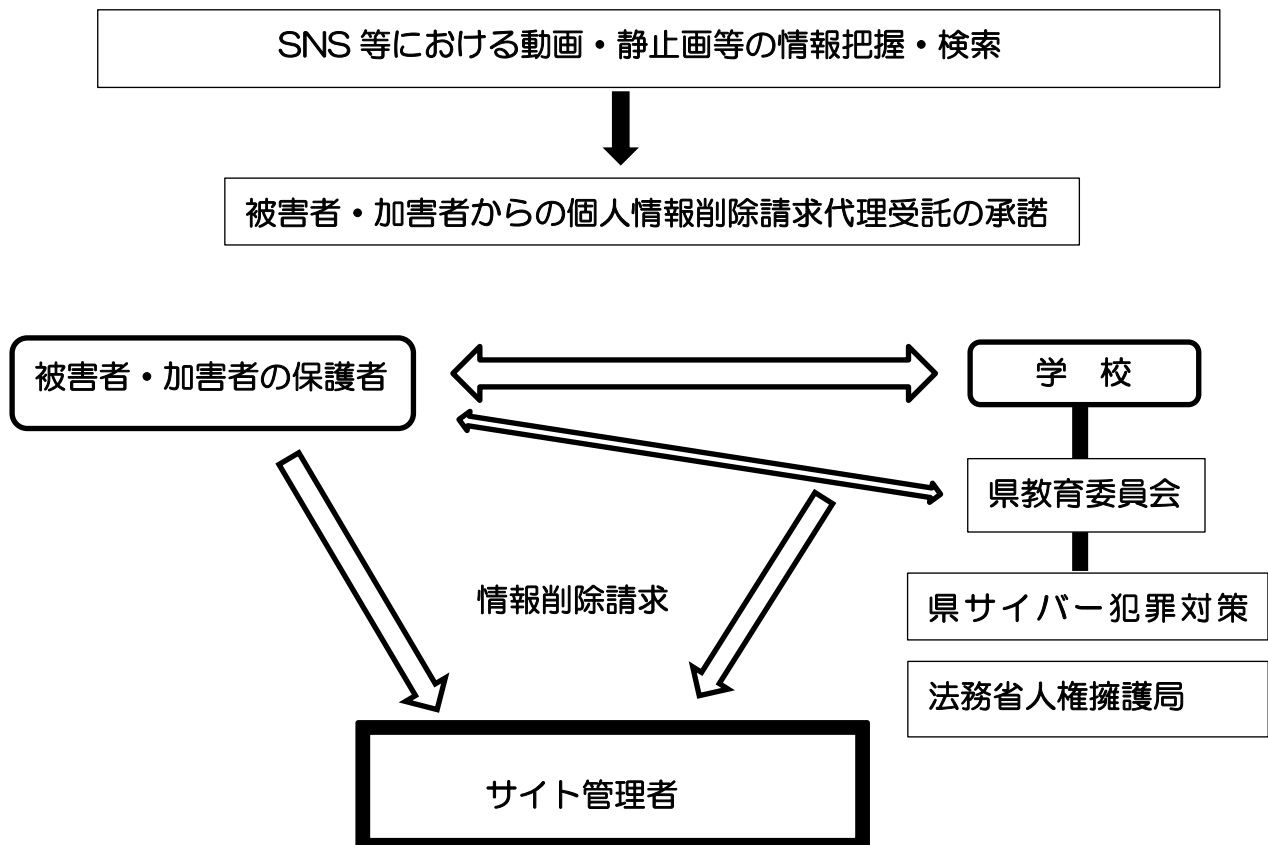 SNS 等における動画・静止画等の情報把握・検索
被害者・加害者からの個人情報削除請求代理受託の承諾
被害者・加害者の保護者
学　校
県教育委員会
情報削除請求
県サイバー犯罪対策
法務省人権擁護局
サイト管理者